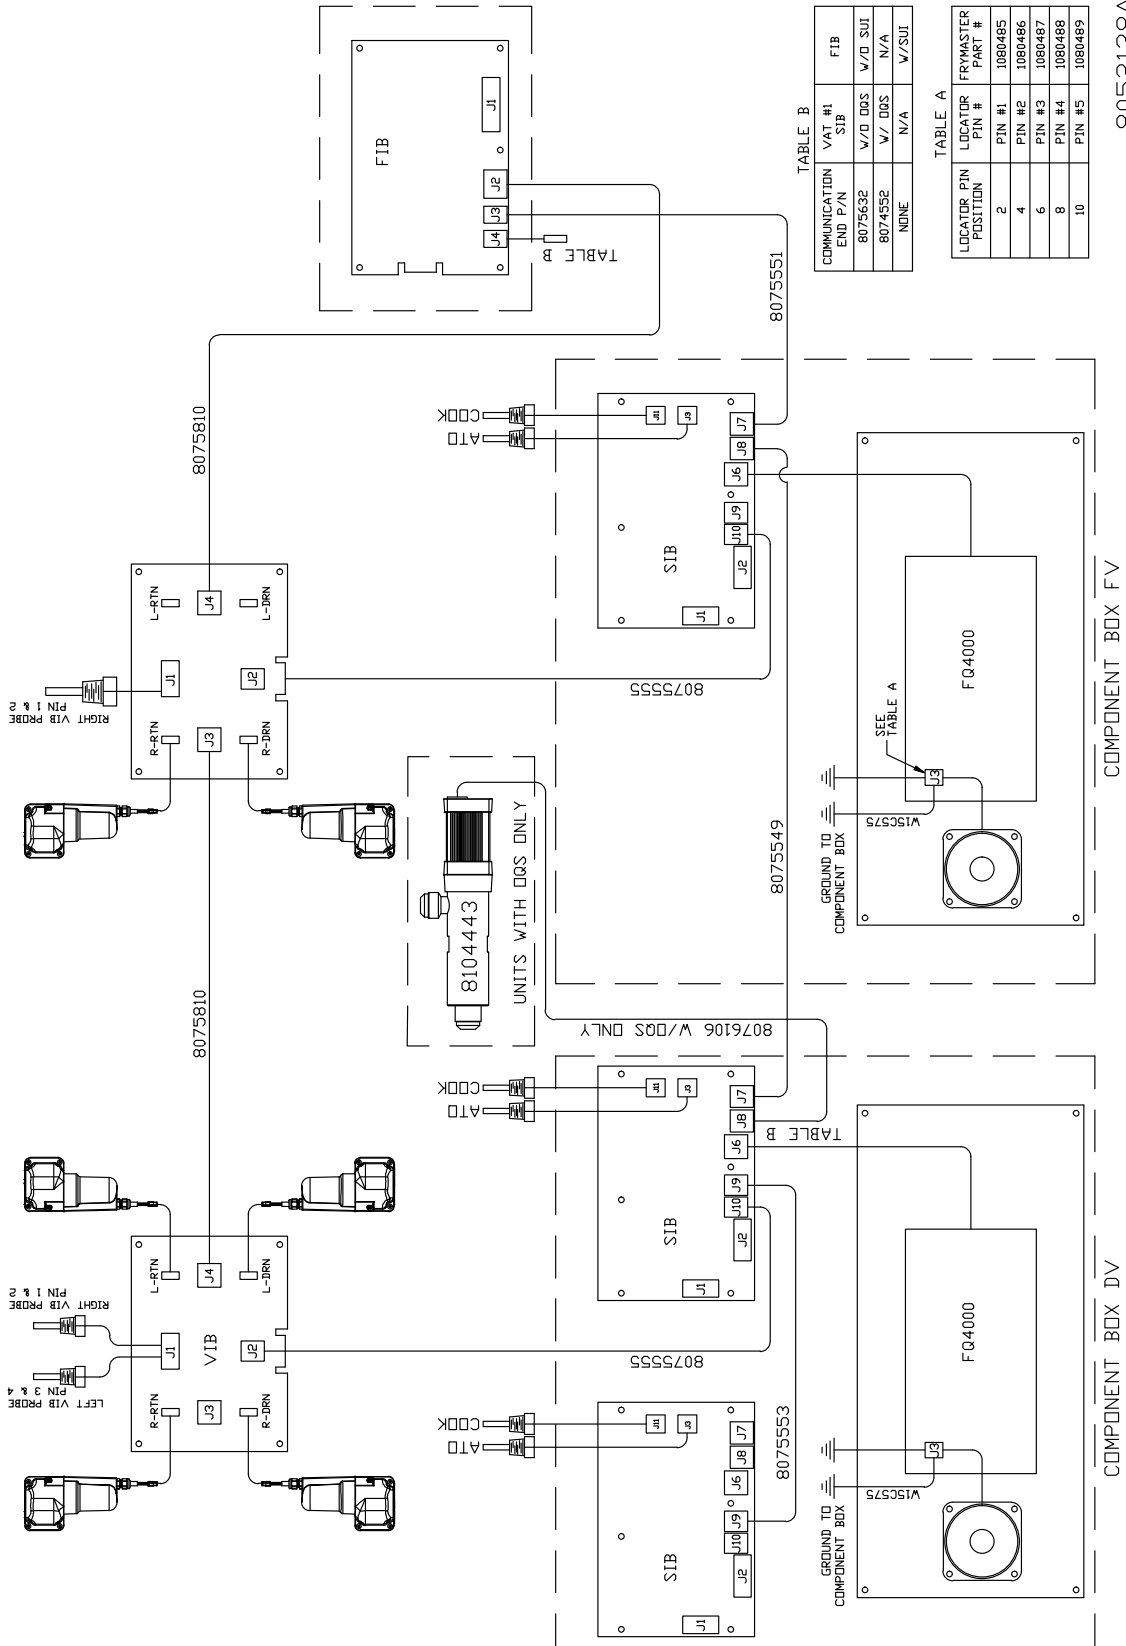 LEFT VIB PROBE
PIN 3 & 4
RIGHT VIB PROBE
PIN 1 & 2
R-RTN
J1
L-RTN
J3
VIB
J4
R-DRN
J2
L-DRN
8075810
RIGHT VIB PROBE
PIN 1 & 2
R-RTN
J1
L-RTN
J3
J4
R-DRN
J2
L-DRN
8075810
FIB
J1
J4
J3
J2
TABLE B
8104443
UNITS WITH OQS ONLY
ATO
COOK
SIB
J1
J2
J10
J9
J6
J8
J7
J3
J11
8075553
8075555
ATO
COOK
SIB
J1
J2
J10
J9
J6
J8
J7
J3
J11
TABLE B
8076106 W/OQS ONLY
8075549
8075555
ATO
COOK
SIB
J1
J2
J10
J9
J6
J8
J7
J3
J11
8075551
GROUND TO
COMPONENT BOX
W15C575
J3
FQ4000
COMPONENT BOX DV
GROUND TO
COMPONENT BOX
W15C575
SEE
TABLE A
J3
FQ4000
COMPONENT BOX FV
TABLE B
COMMUNICATION END P/N VAT #1 SIB FIB
8075632 W/O OQS W/O SUI
8074552 W/ OQS N/A
NONE N/A W/SUI
TABLE A
LOCATOR PIN POSITION LOCATOR PIN # FRYMASTER PART #
2 PIN #1 1080485
4 PIN #2 1080486
6 PIN #3 1080487
8 PIN #4 1080488
10 PIN #5 1080489